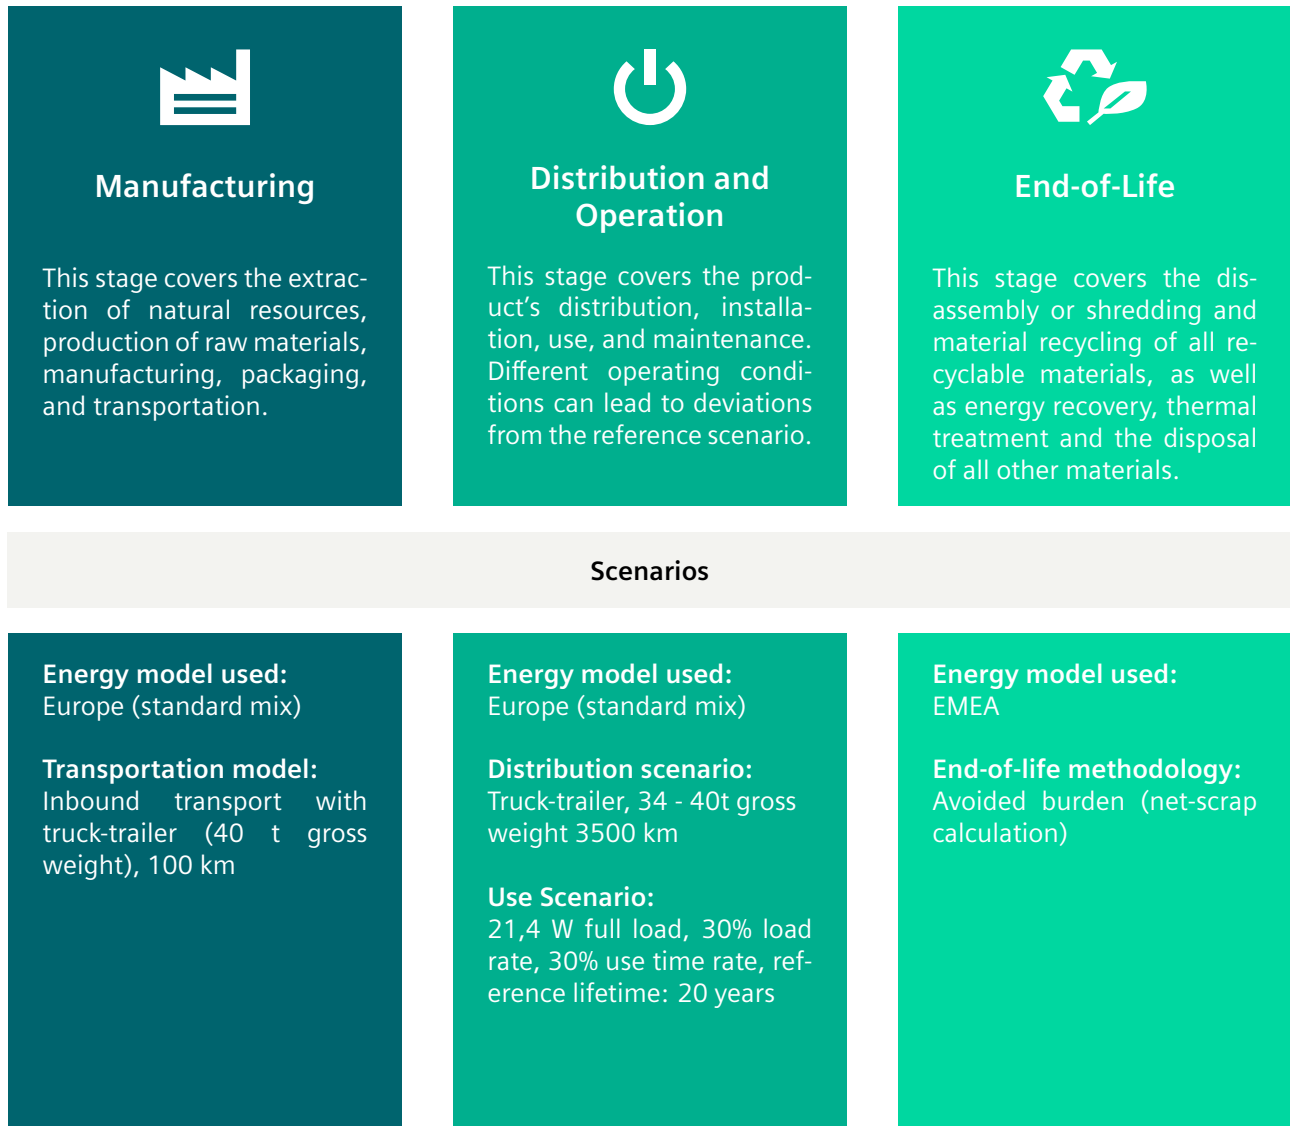 Manufacturing
This stage covers the extrac-
tion of natural resources,
production of raw materials,
manufacturing, packaging,
and transportation.
Distribution and
Operation
This stage covers the prod-
uct's distribution, installa-
tion, use, and maintenance.
Different operating condi-
tions can lead to deviations
from the reference scenario.
End-of-Life
This stage covers the dis-
assembly or shredding and
material recycling of all re-
cyclable materials, as well
as energy recovery, thermal
treatment and the disposal
of all other materials.
Scenarios
Energy model used:
Europe (standard mix)
Transportation model:
Inbound transport with
truck-trailer (40 t gross
weight), 100 km
Energy model used:
Europe (standard mix)
Distribution scenario:
Truck-trailer, 34 - 40t gross
weight 3500 km
Use Scenario:
21,4 W full load, 30% load
rate, 30% use time rate, ref-
erence lifetime: 20 years
Energy model used:
EMEA
End-of-life methodology:
Avoided burden (net-scrap
calculation)